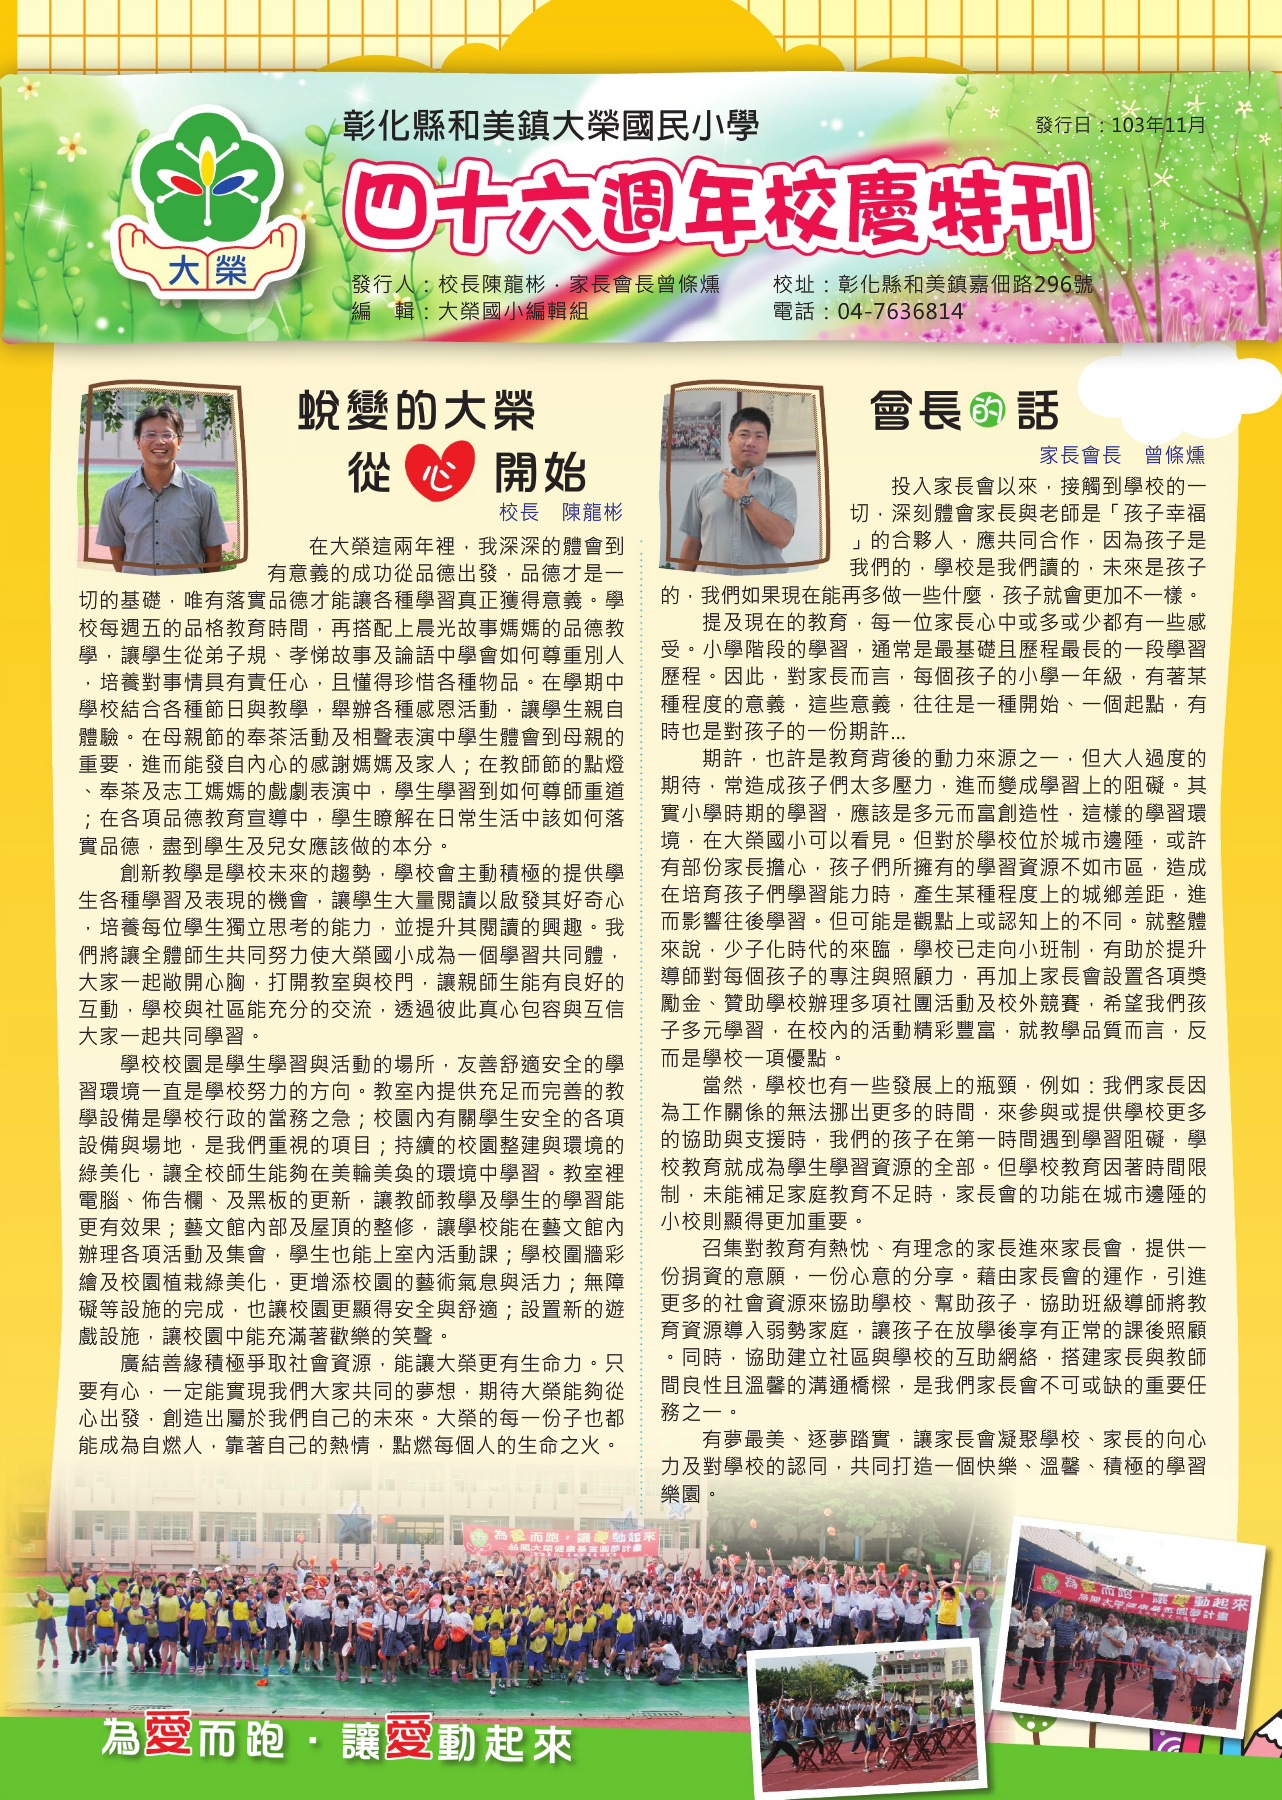 彰化縣和美鎮大榮國民小學
發行日：103年11月
四十六週年校慶特刊
大榮
發行人：校長陳龍彬．家長會長曾條燻
校址：彰化縣和美鎮嘉佃路296號
編　輯：大榮國小編輯組
電話：04-7636814
蛻變的大榮
從心開始
校長　陳龍彬
在大榮這兩年裡，我深深的體會到
有意義的成功從品德出發，品德才是一
切的基礎，唯有落實品德才能讓各種學習真正獲得意義。學
校每週五的品格教育時間，再搭配上晨光故事媽媽的品德教
學，讓學生從弟子規、孝悌故事及論語中學會如何尊重別人
，培養對事情具有責任心，且懂得珍惜各種物品。在學期中
學校結合各種節日與教學，舉辦各種感恩活動，讓學生親自
體驗。在母親節的奉茶活動及相聲表演中學生體會到母親的
重要，進而能發自內心的感謝媽媽及家人；在教師節的點燈
、奉茶及志工媽媽的戲劇表演中，學生學習到如何尊師重道
；在各項品德教育宣導中，學生瞭解在日常生活中該如何落
實品德，盡到學生及兒女應該做的本分。
創新教學是學校未來的趨勢，學校會主動積極的提供學
生各種學習及表現的機會，讓學生大量閱讀以啟發其好奇心
，培養每位學生獨立思考的能力，並提升其閱讀的興趣。我
們將讓全體師生共同努力使大榮國小成為一個學習共同體，
大家一起敞開心胸，打開教室與校門，讓親師生能有良好的
互動，學校與社區能充分的交流，透過彼此真心包容與互信
大家一起共同學習。
學校校園是學生學習與活動的場所，友善舒適安全的學
習環境一直是學校努力的方向。教室內提供充足而完善的教
學設備是學校行政的當務之急；校園內有關學生安全的各項
設備與場地，是我們重視的項目；持續的校園整建與環境的
綠美化，讓全校師生能夠在美輪美奐的環境中學習。教室裡
電腦、佈告欄、及黑板的更新，讓教師教學及學生的學習能
更有效果；藝文館內部及屋頂的整修，讓學校能在藝文館內
辦理各項活動及集會，學生也能上室內活動課；學校圍牆彩
繪及校園植栽綠美化，更增添校園的藝術氣息與活力；無障
礙等設施的完成，也讓校園更顯得安全與舒適；設置新的遊
戲設施，讓校園中能充滿著歡樂的笑聲。
廣結善緣積極爭取社會資源，能讓大榮更有生命力。只
要有心，一定能實現我們大家共同的夢想，期待大榮能夠從
心出發，創造出屬於我們自己的未來。大榮的每一份子也都
能成為自燃人，靠著自己的熱情，點燃每個人的生命之火。
會長的話
家長會長　曾條燻
投入家長會以來，接觸到學校的一
切，深刻體會家長與老師是「孩子幸福
」的合夥人，應共同合作，因為孩子是
我們的，學校是我們讀的，未來是孩子
的，我們如果現在能再多做一些什麼，孩子就會更加不一樣。
提及現在的教育，每一位家長心中或多或少都有一些感
受。小學階段的學習，通常是最基礎且歷程最長的一段學習
歷程。因此，對家長而言，每個孩子的小學一年級，有著某
種程度的意義，這些意義，往往是一種開始、一個起點，有
時也是對孩子的一份期許...
期許，也許是教育背後的動力來源之一，但大人過度的
期待，常造成孩子們太多壓力，進而變成學習上的阻礙。其
實小學時期的學習，應該是多元而富創造性，這樣的學習環
境，在大榮國小可以看見。但對於學校位於城市邊陲，或許
有部份家長擔心，孩子們所擁有的學習資源不如市區，造成
在培育孩子們學習能力時，產生某種程度上的城鄉差距，進
而影響往後學習。但可能是觀點上或認知上的不同。就整體
來說，少子化時代的來臨，學校已走向小班制，有助於提升
導師對每個孩子的專注與照顧力，再加上家長會設置各項獎
勵金、贊助學校辦理多項社團活動及校外競賽，希望我們孩
子多元學習，在校內的活動精彩豐富，就教學品質而言，反
而是學校一項優點。
當然，學校也有一些發展上的瓶頸，例如：我們家長因
為工作關係的無法挪出更多的時間，來參與或提供學校更多
的協助與支援時，我們的孩子在第一時間遇到學習阻礙，學
校教育就成為學生學習資源的全部。但學校教育因著時間限
制，未能補足家庭教育不足時，家長會的功能在城市邊陲的
小校則顯得更加重要。
召集對教育有熱忱、有理念的家長進來家長會，提供一
份捐資的意願，一份心意的分享。藉由家長會的運作，引進
更多的社會資源來協助學校、幫助孩子，協助班級導師將教
育資源導入弱勢家庭，讓孩子在放學後享有正常的課後照顧
。同時，協助建立社區與學校的互助網絡，搭建家長與教師
間良性且溫馨的溝通橋樑，是我們家長會不可或缺的重要任
務之一。
有夢最美、逐夢踏實，讓家長會凝聚學校、家長的向心
力及對學校的認同，共同打造一個快樂、溫馨、積極的學習
樂園。
為愛而跑，讓愛動起來
品閎大榮健康基金圓夢計畫
為愛而跑，讓愛動起來
品閎大榮健康基金圓夢計畫
為愛而跑．讓愛動起來